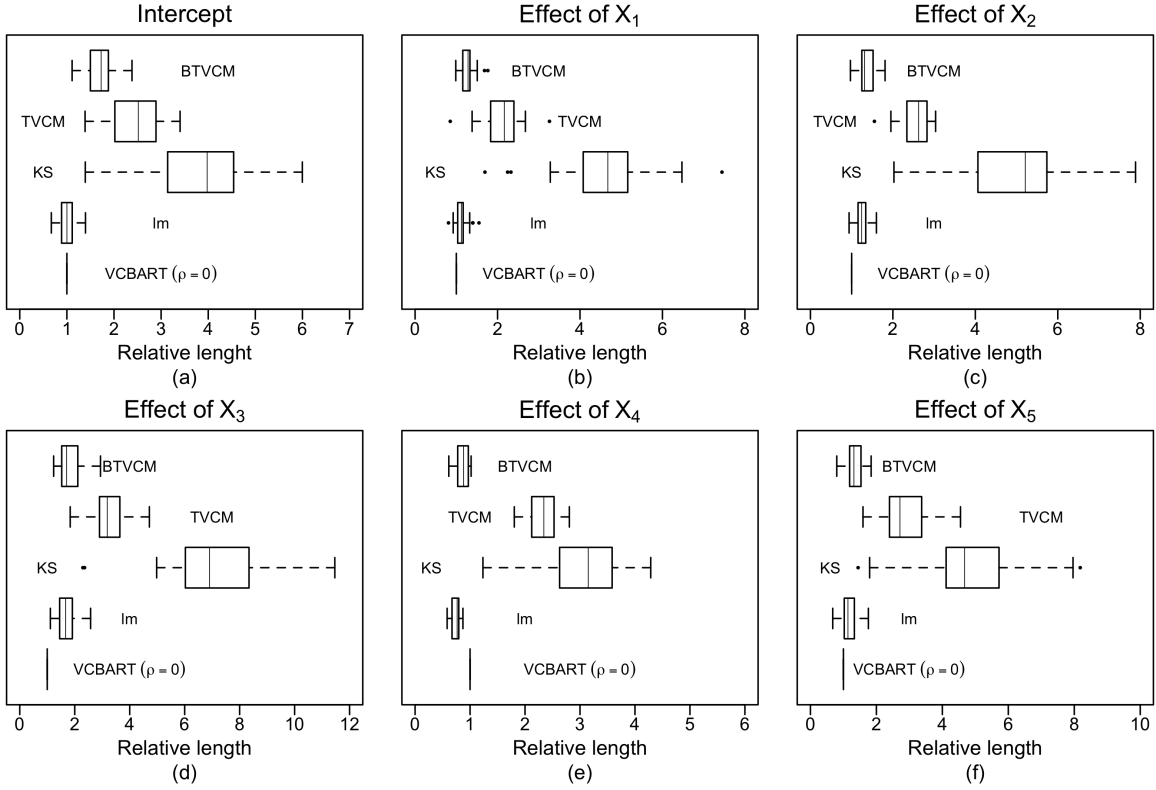 Intercept
BTVCM
TVCM
KS
lm
VCBART (ρ = 0)
0 1 2 3 4 5 6 7
Relative lenght
(a)
Effect of X1
BTVCM
TVCM
KS
lm
VCBART (ρ = 0)
0 2 4 6 8
Relative length
(b)
Effect of X2
BTVCM
TVCM
KS
lm
VCBART (ρ = 0)
0 2 4 6 8
Relative length
(c)
Effect of X3
BTVCM
TVCM
KS
lm
VCBART (ρ = 0)
0 2 4 6 8 10 12
Relative length
(d)
Effect of X4
BTVCM
TVCM
KS
lm
VCBART (ρ = 0)
0 1 2 3 4 5 6
Relative length
(e)
Effect of X5
BTVCM
TVCM
KS
lm
VCBART (ρ = 0)
0 2 4 6 8 10
Relative length
(f)